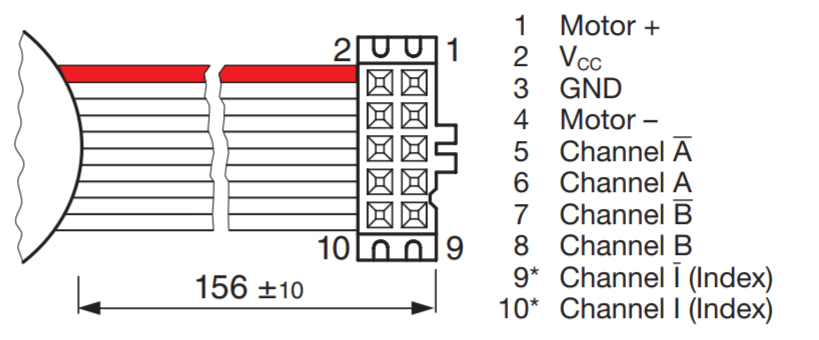 2 1
10 9
156 ±10
1 Motor +
2 V_CC
3 GND
4 Motor –
5 Channel A̅
6 Channel A
7 Channel B̅
8 Channel B
9* Channel I̅ (Index)
10* Channel I (Index)